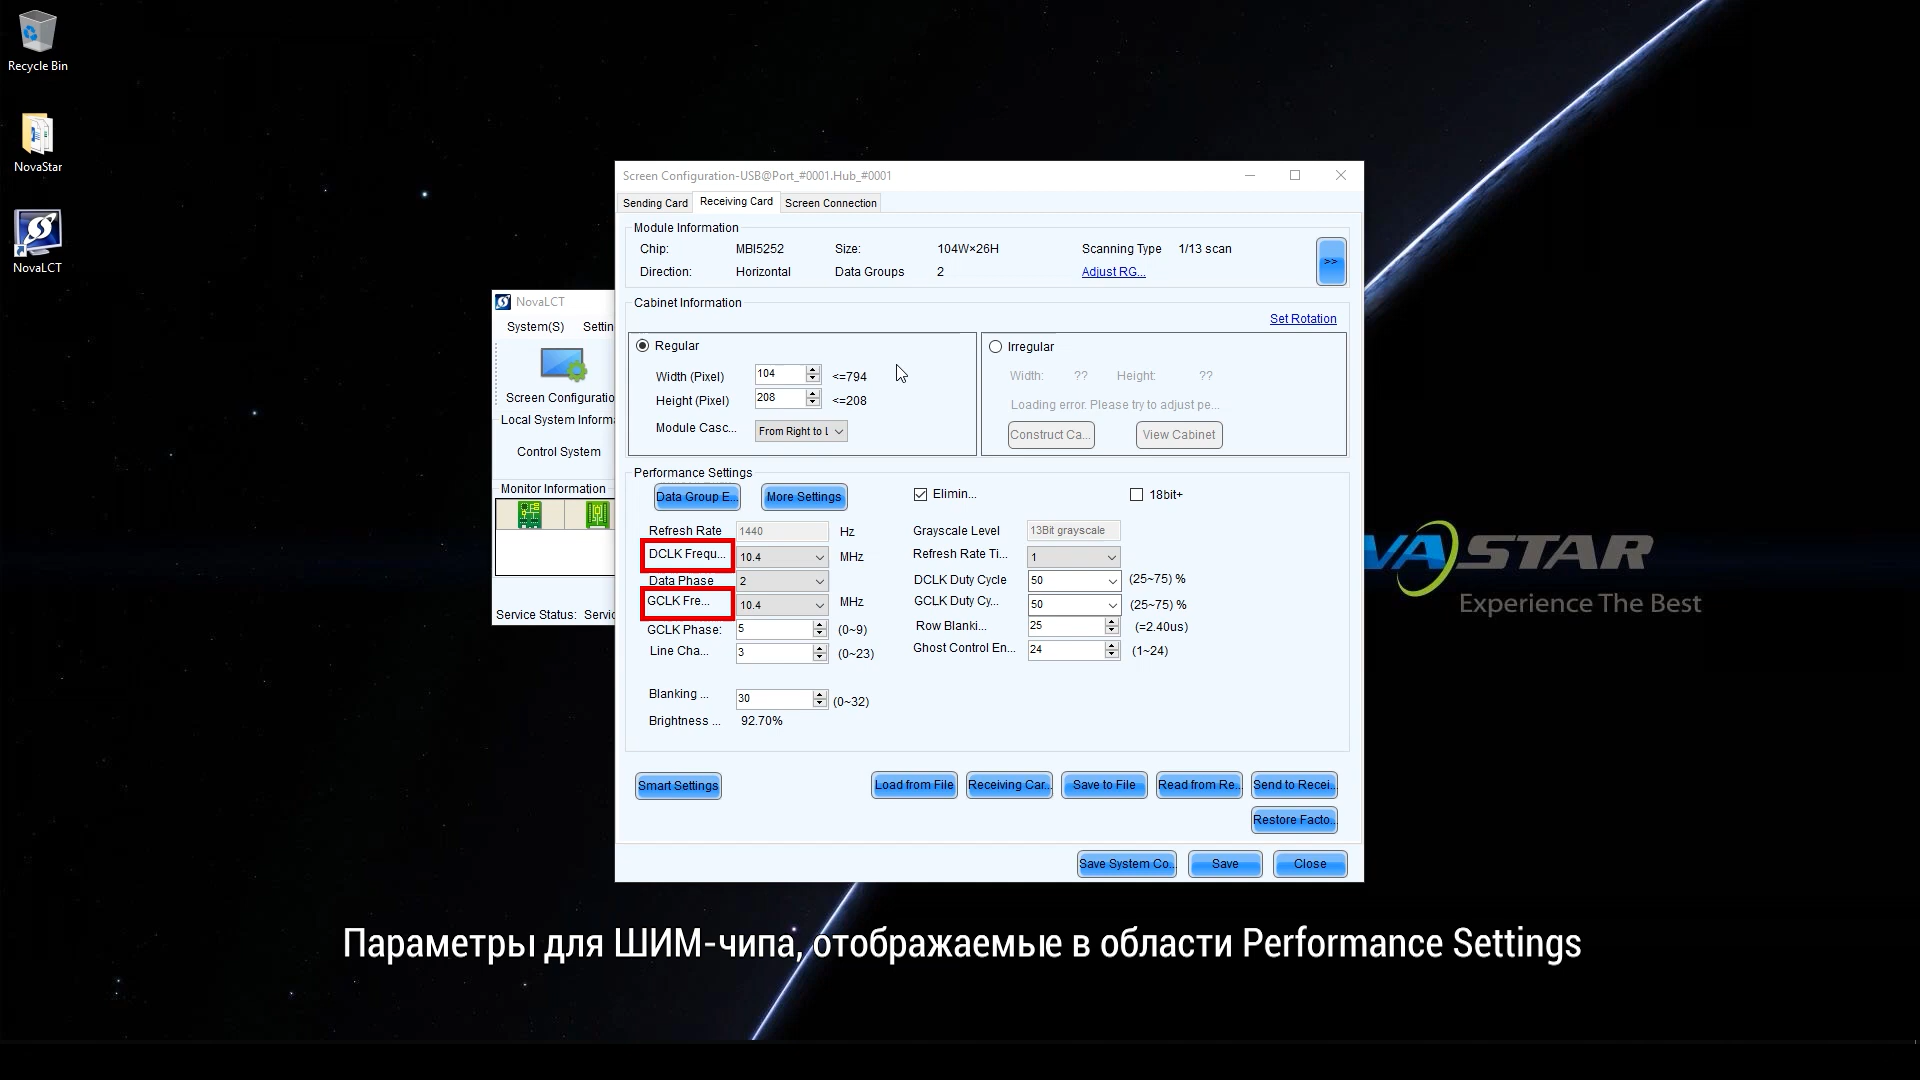 Recycle Bin
NovaStar
NovaLCT
NovaLCT
System(S) Settin
Screen Configuratio
Local System Inform
Control System
Monitor Information
Service Status: Servic
Screen Configuration-USB@Port_#0001.Hub_#0001
Sending Card Receiving Card Screen Connection
Module Information
Chip: MBI5252 Size: 104W×26H Scanning Type 1/13 scan
Direction: Horizontal Data Groups 2 Adjust RG...
>>
Cabinet Information
Set Rotation
Regular
Width (Pixel) 104 <=794
Height (Pixel) 208 <=208
Module Casc... From Right to L
Irregular
Width: ?? Height: ??
Loading error. Please try to adjust pe...
Construct Ca... View Cabinet
Performance Settings
Data Group E... More Settings Elimin... 18bit+
Refresh Rate 1440 Hz Grayscale Level 13Bit grayscale
DCLK Frequ... 10.4 MHz Refresh Rate Ti... 1
Data Phase 2 DCLK Duty Cycle 50 (25~75) %
GCLK Fre... 10.4 MHz GCLK Duty Cy... 50 (25~75) %
GCLK Phase: 5 (0~9) Row Blanki... 25 (=2.40us)
Line Cha... 3 (0~23) Ghost Control En... 24 (1~24)
Blanking ... 30 (0~32)
Brightness ... 92.70%
Smart Settings Load from File Receiving Car... Save to File Read from Re... Send to Recei...
Restore Facto...
Save System Co... Save Close
VASTAR
Experience The Best
Параметры для ШИМ-чипа, отображаемые в области Performance Settings